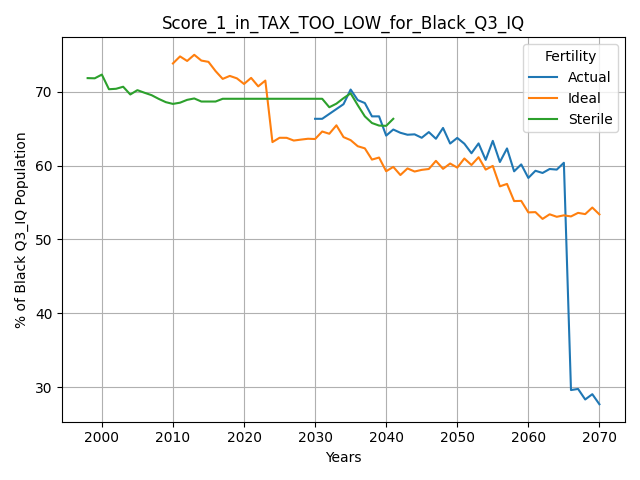 Score_1_in_TAX_TOO_LOW_for_Black_Q3_IQ
Fertility
Actual
Ideal
Sterile
% of Black Q3_IQ Population
70
60
50
40
30
2000
2010
2020
2030
2040
2050
2060
2070
Years